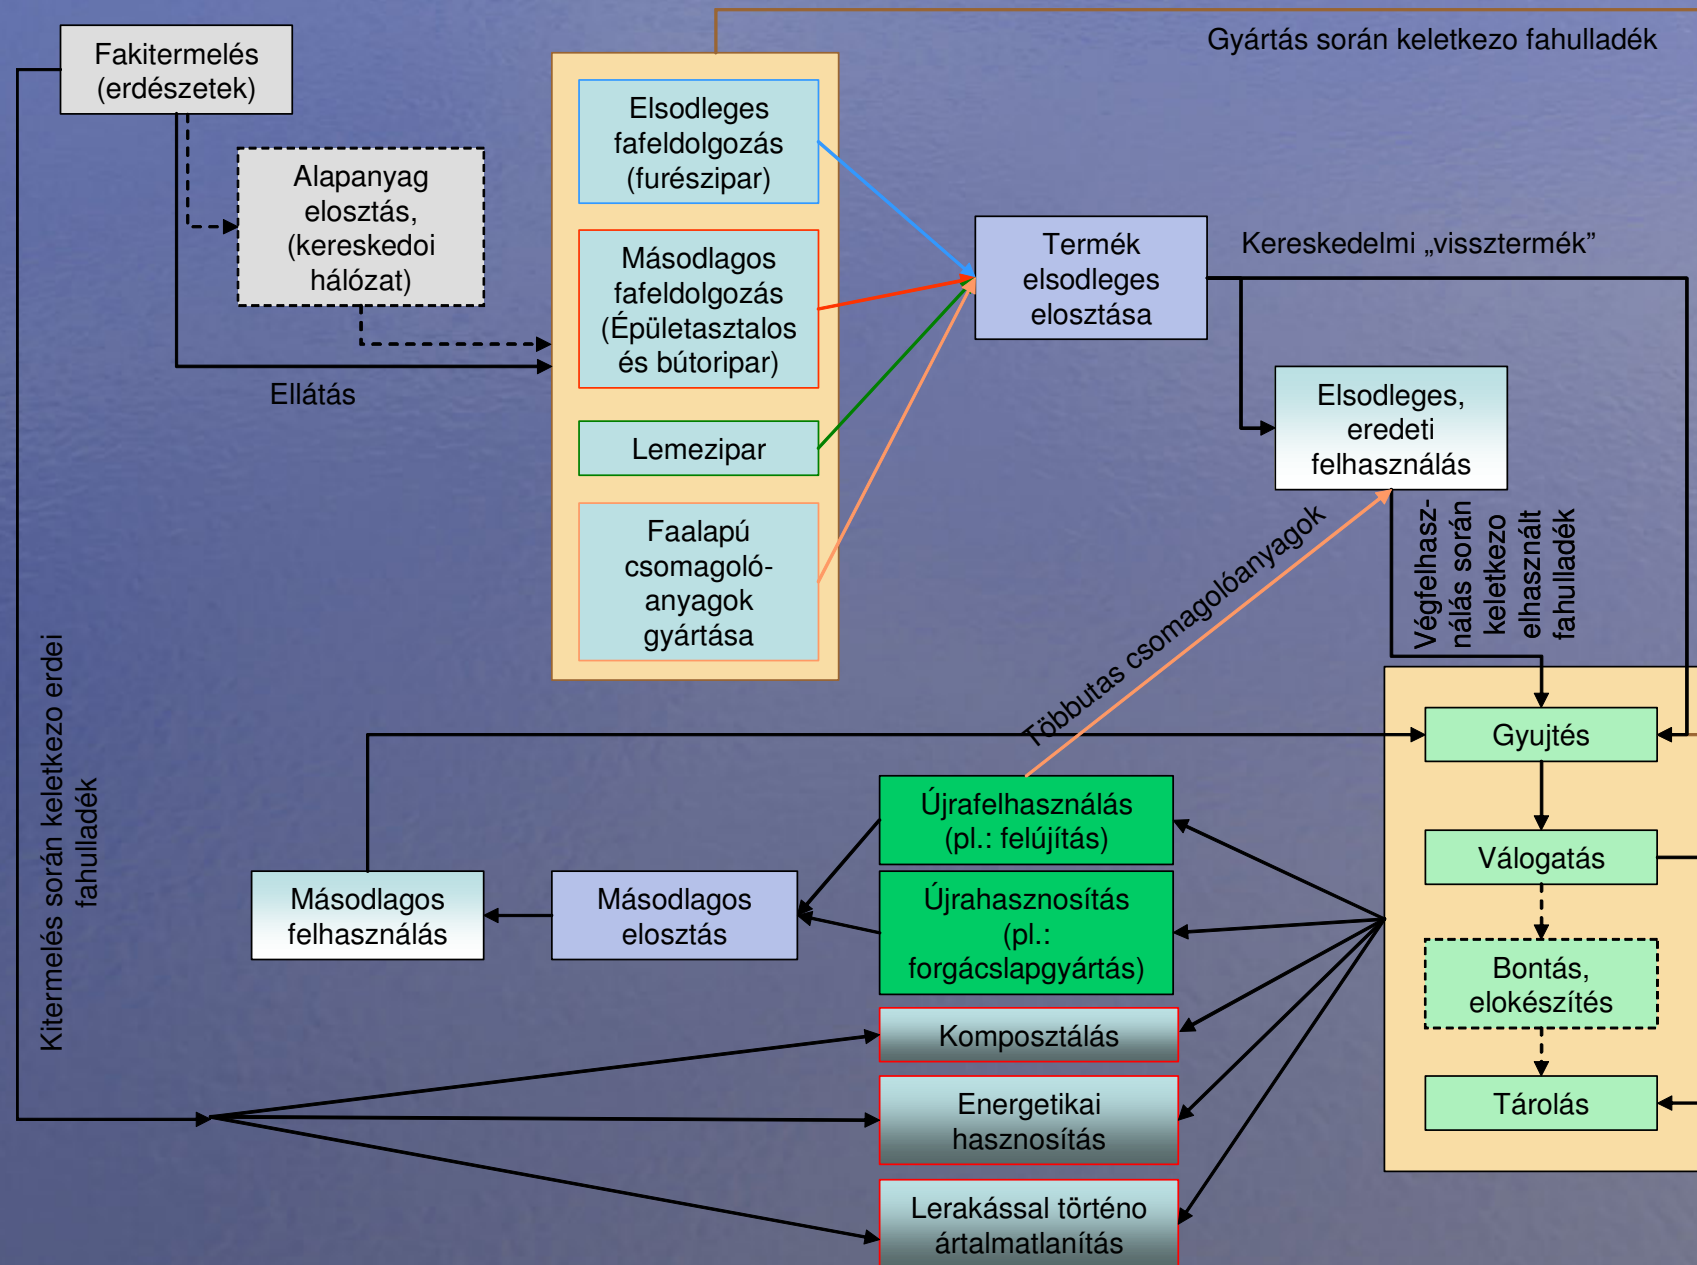 Gyártás során keletkezo fahulladék
Fakitermelés
(erdészetek)
Alapanyag
elosztás,
(kereskedoi
hálózat)
Ellátás
Elsodleges
fafeldolgozás
(furészipar)
Másodlagos
fafeldolgozás
(Épületasztalos
és bútoripar)
Lemezipar
Faalapú
csomagoló-
anyagok
gyártása
Termék
elsodleges
elosztása
Kereskedelmi „vissztermék”
Elsodleges,
eredeti
felhasználás
Végfelhasz-
nálás során
keletkezo
elhasznált
fahulladék
Többutas csomagolóanyagok
Kitermelés során keletkezo erdei
fahulladék
Gyujtés
Válogatás
Bontás,
elokészítés
Tárolás
Újrafelhasználás
(pl.: felújítás)
Újrahasznosítás
(pl.:
forgácslapgyártás)
Másodlagos
elosztás
Másodlagos
felhasználás
Komposztálás
Energetikai
hasznosítás
Lerakással történo
ártalmatlanítás